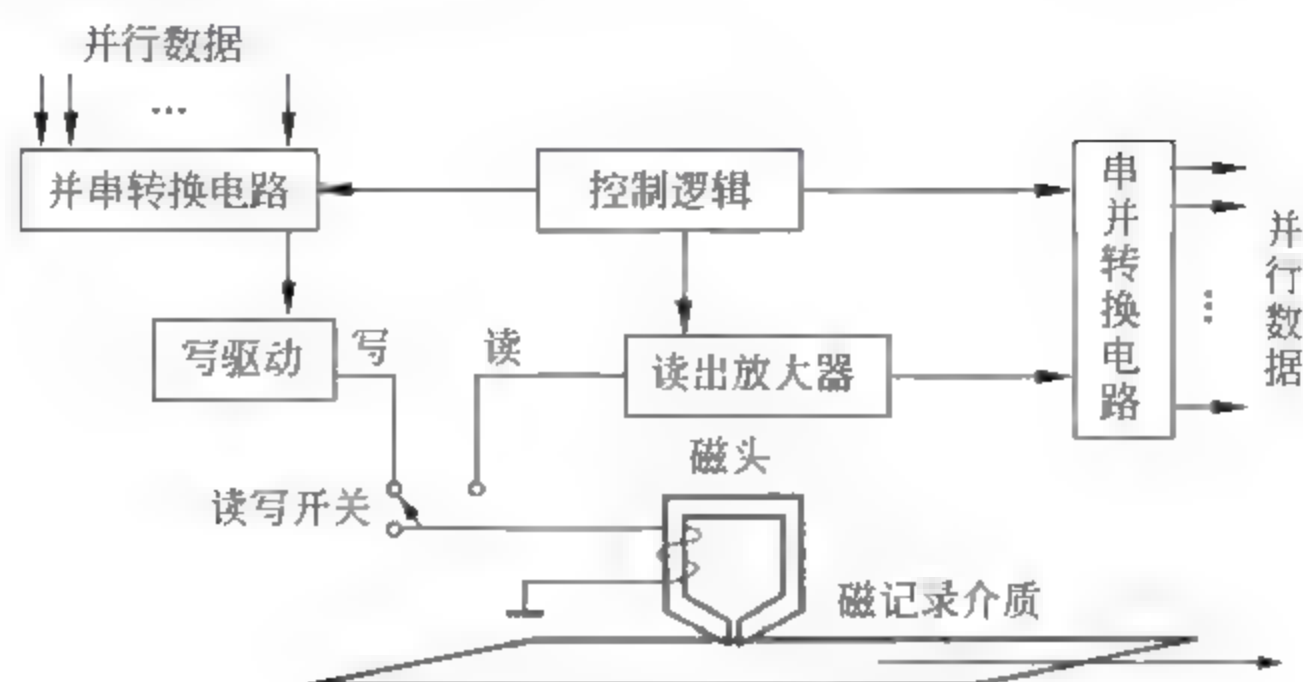 并行数据
…
并串转换电路
控制逻辑
串并转换电路
并行数据
写驱动
写
读
读出放大器
磁头
读写开关
磁记录介质